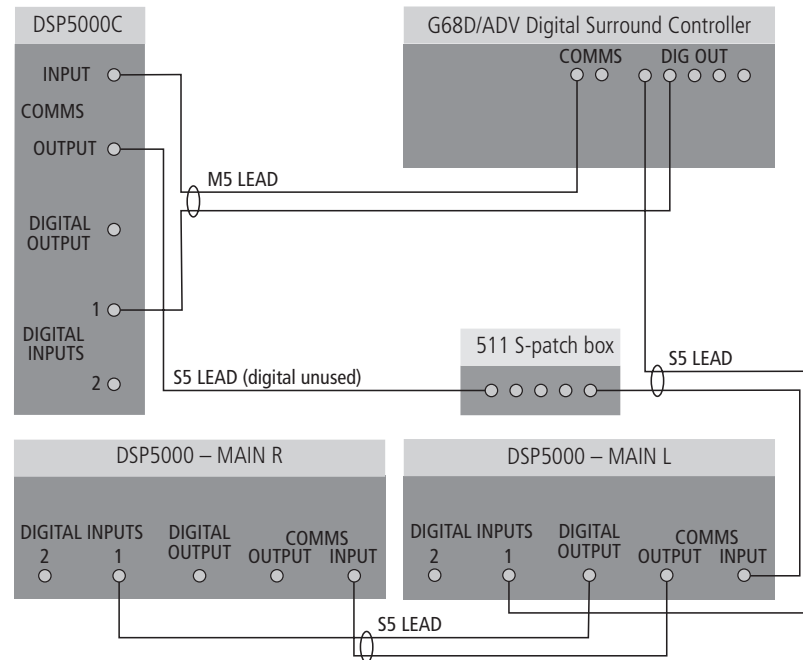 DSP5000C
INPUT
COMMS
OUTPUT
DIGITAL
OUTPUT
1
DIGITAL
INPUTS
2
G68D/ADV Digital Surround Controller
COMMS
DIG OUT
M5 LEAD
511 S-patch box
S5 LEAD
S5 LEAD (digital unused)
DSP5000 – MAIN R
DIGITAL INPUTS
2
1
DIGITAL
OUTPUT
COMMS
OUTPUT
INPUT
DSP5000 – MAIN L
DIGITAL INPUTS
2
1
DIGITAL
OUTPUT
COMMS
OUTPUT
INPUT
S5 LEAD